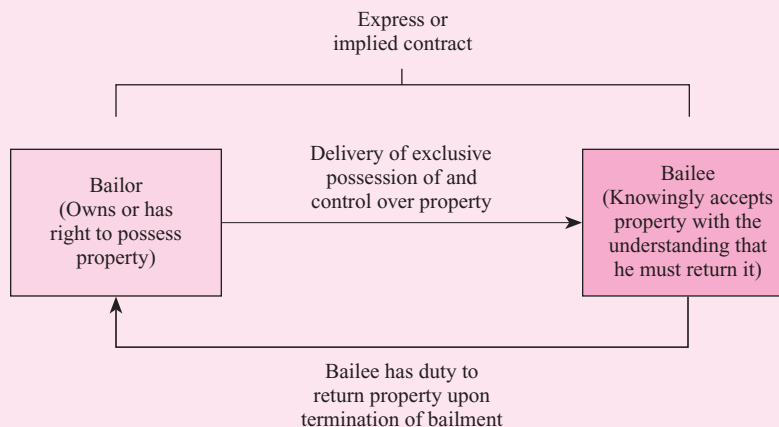 Express or
implied contract
Bailor
(Owns or has
right to possess
property)
Delivery of exclusive
possession of and
control over property
Bailee
(Knowingly accepts
property with the
understanding that
he must return it)
Bailee has duty to
return property upon
termination of bailment